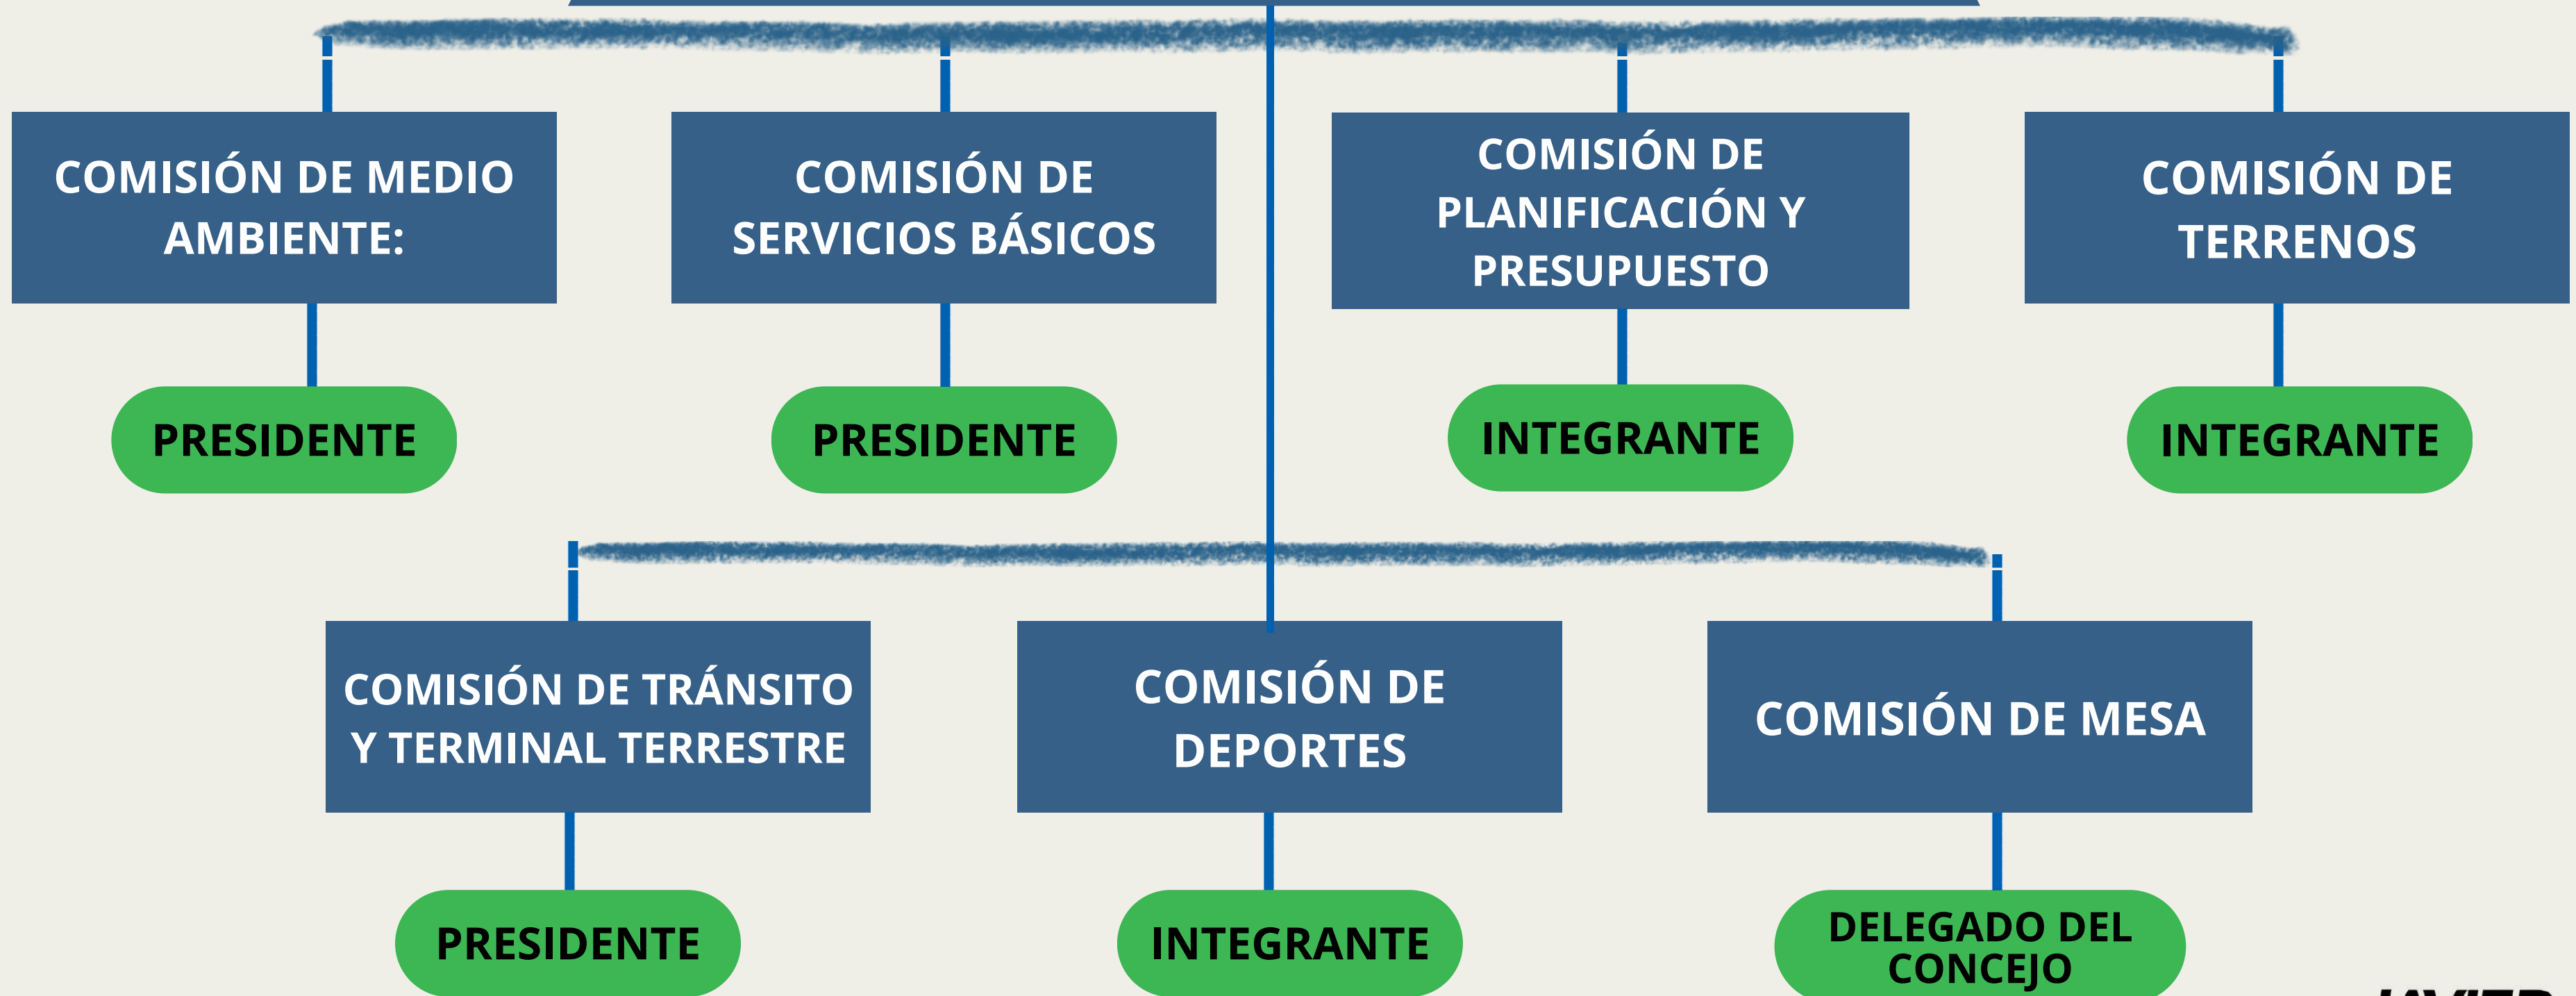 COMISIÓN DE MEDIO
AMBIENTE:
PRESIDENTE
COMISIÓN DE
SERVICIOS BÁSICOS
PRESIDENTE
COMISIÓN DE
PLANIFICACIÓN Y
PRESUPUESTO
INTEGRANTE
COMISIÓN DE
TERRENOS
INTEGRANTE
COMISIÓN DE TRÁNSITO
Y TERMINAL TERRESTRE
PRESIDENTE
COMISIÓN DE
DEPORTES
INTEGRANTE
COMISIÓN DE MESA
DELEGADO DEL
CONCEJO